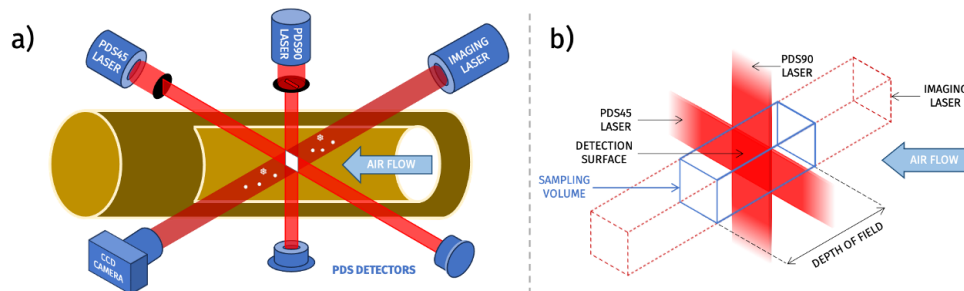 a)
PDS45
LASER
PDS90
LASER
IMAGING
LASER
AIR FLOW
CCD
CAMERA
PDS DETECTORS
b)
PDS90
LASER
IMAGING
LASER
PDS45
LASER
DETECTION
SURFACE
AIR FLOW
SAMPLING
VOLUME
DEPTH OF FIELD